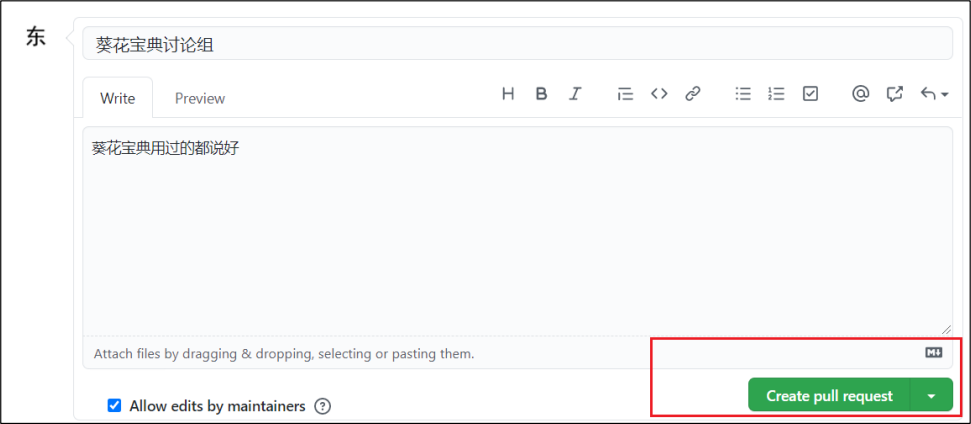 东
葵花宝典讨论组
Write Preview
葵花宝典用过的都说好
Attach files by dragging & dropping, selecting or pasting them.
Allow edits by maintainers
Create pull request